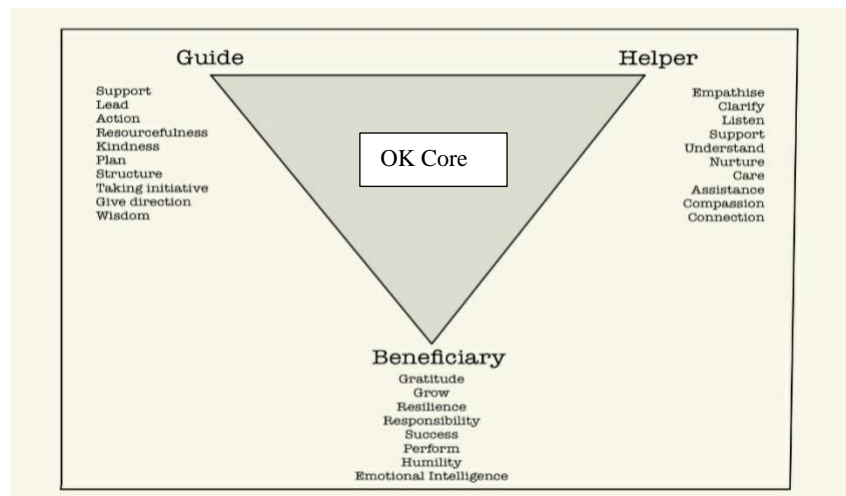 Guide
Support
Lead
Action
Resourcefulness
Kindness
Plan
Structure
Taking initiative
Give direction
Wisdom
Helper
Empathise
Clarify
Listen
Support
Understand
Nurture
Care
Assistance
Compassion
Connection
OK Core
Beneficiary
Gratitude
Grow
Resilience
Responsibility
Success
Perform
Humility
Emotional Intelligence